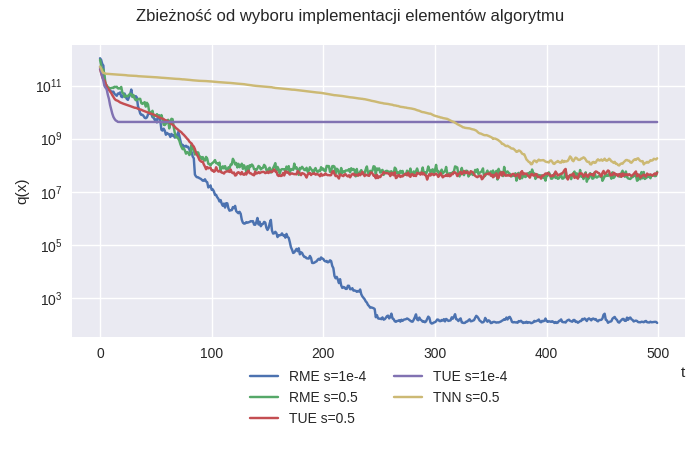 Zbieżność od wyboru implementacji elementów algorytmu
q(x)
10^11
10^9
10^7
10^5
10^3
0 100 200 300 400 500
t
RME s=1e-4 TUE s=1e-4
RME s=0.5 TNN s=0.5
TUE s=0.5